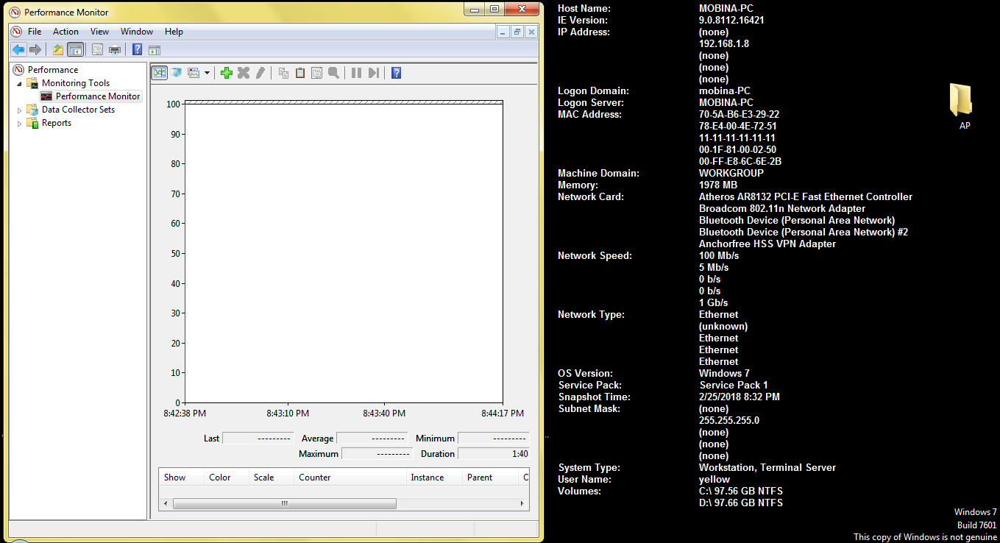 Performance Monitor
File Action View Window Help
Performance
Monitoring Tools
Performance Monitor
Data Collector Sets
Reports
100
90
80
70
60
50
40
30
20
10
0
8:42:38 PM 8:43:10 PM 8:43:40 PM 8:44:17 PM
Last --------- Average --------- Minimum ---------
Maximum --------- Duration 1:40
Show Color Scale Counter Instance Parent C
Host Name: MOBINA-PC
IE Version: 9.0.8112.16421
IP Address: (none)
192.168.1.8
(none)
(none)
(none)
Logon Domain: mobina-PC
Logon Server: MOBINA-PC
MAC Address: 70-5A-B6-E3-29-22
78-E4-00-4E-72-51
11-11-11-11-11-11
00-1F-81-00-02-50
00-FF-E8-6C-6E-2B
Machine Domain: WORKGROUP
Memory: 1978 MB
Network Card: Atheros AR8132 PCI-E Fast Ethernet Controller
Broadcom 802.11n Network Adapter
Bluetooth Device (Personal Area Network)
Bluetooth Device (Personal Area Network) #2
Anchorfree HSS VPN Adapter
Network Speed: 100 Mb/s
5 Mb/s
0 b/s
0 b/s
1 Gb/s
Network Type: Ethernet
(unknown)
Ethernet
Ethernet
Ethernet
OS Version: Windows 7
Service Pack: Service Pack 1
Snapshot Time: 2/25/2018 8:32 PM
Subnet Mask: (none)
255.255.255.0
(none)
(none)
(none)
System Type: Workstation, Terminal Server
User Name: yellow
Volumes: C:\ 97.56 GB NTFS
D:\ 97.66 GB NTFS
AP
Windows 7
Build 7601
This copy of Windows is not genuine